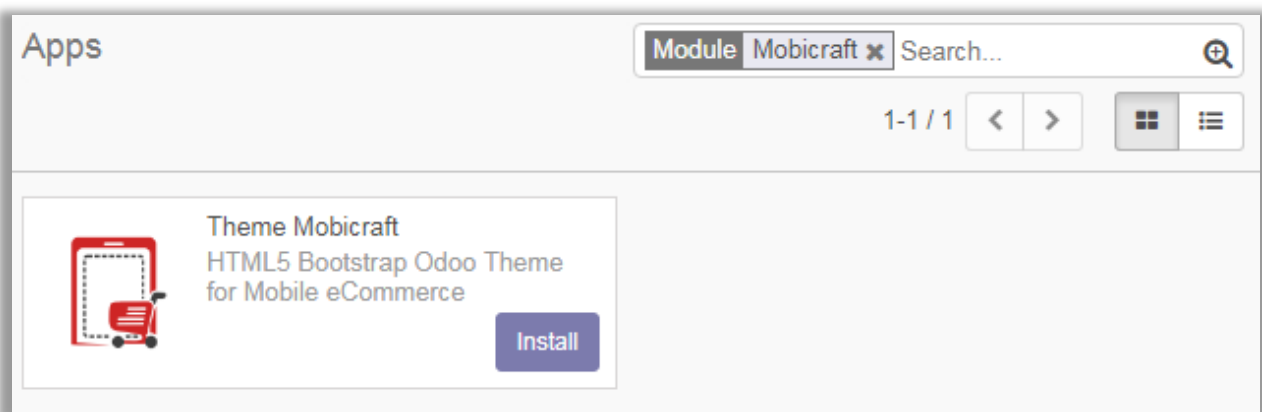 Apps
Module Mobicraft Search...
1-1 / 1
Theme Mobicraft
HTML5 Bootstrap Odoo Theme
for Mobile eCommerce
Install